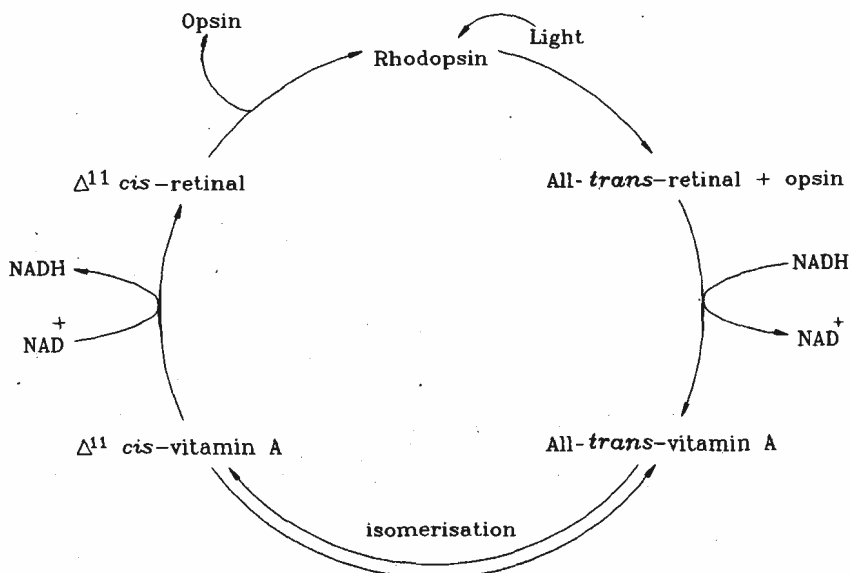 Opsin
Light
Rhodopsin
Δ¹¹ cis-retinal
All-trans-retinal + opsin
NADH
NADH
NAD⁺
NAD⁺
Δ¹¹ cis-vitamin A
All-trans-vitamin A
isomerisation